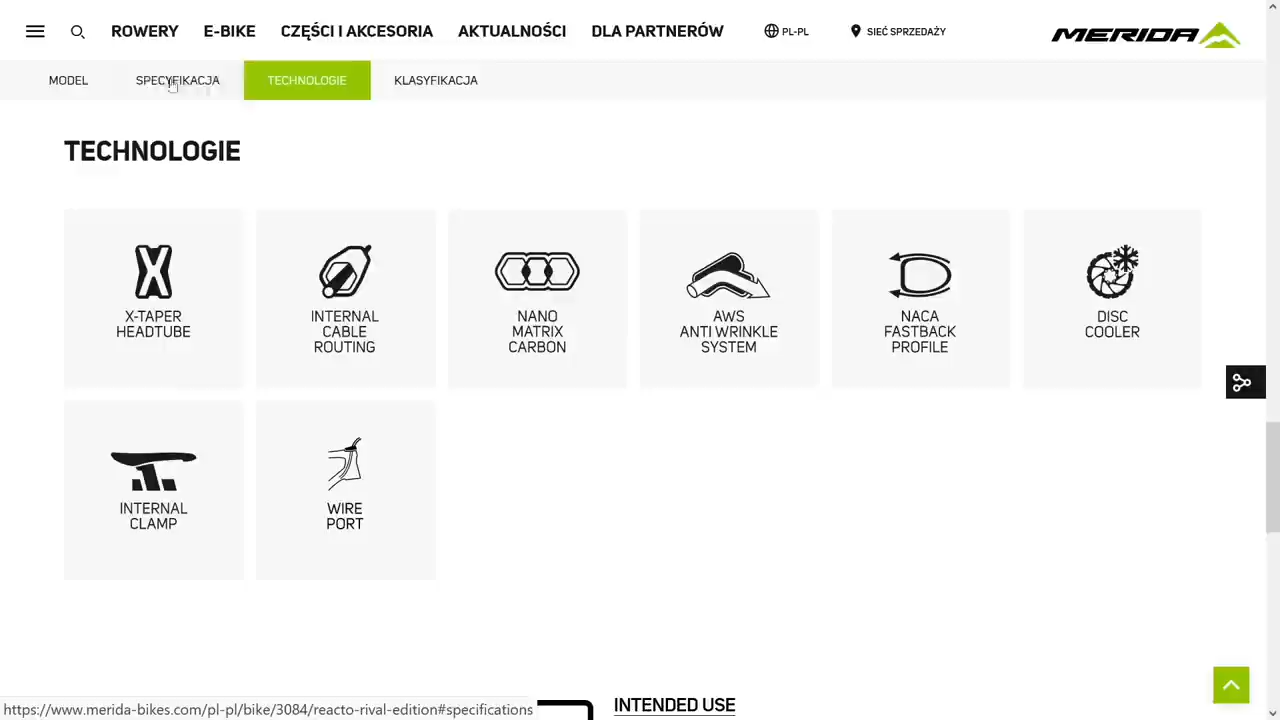 ROWERY E-BIKE CZĘŚCI I AKCESORIA AKTUALNOŚCI DLA PARTNERÓW PL-PL SIEĆ SPRZEDAŻY MERIDA
MODEL SPECYFIKACJA TECHNOLOGIE KLASYFIKACJA
TECHNOLOGIE
X-TAPER
HEADTUBE
INTERNAL
CABLE
ROUTING
NANO
MATRIX
CARBON
AWS
ANTI WRINKLE
SYSTEM
NACA
FASTBACK
PROFILE
DISC
COOLER
INTERNAL
CLAMP
WIRE
PORT
INTENDED USE
https://www.merida-bikes.com/pl-pl/bike/3084/reacto-rival-edition#specifications